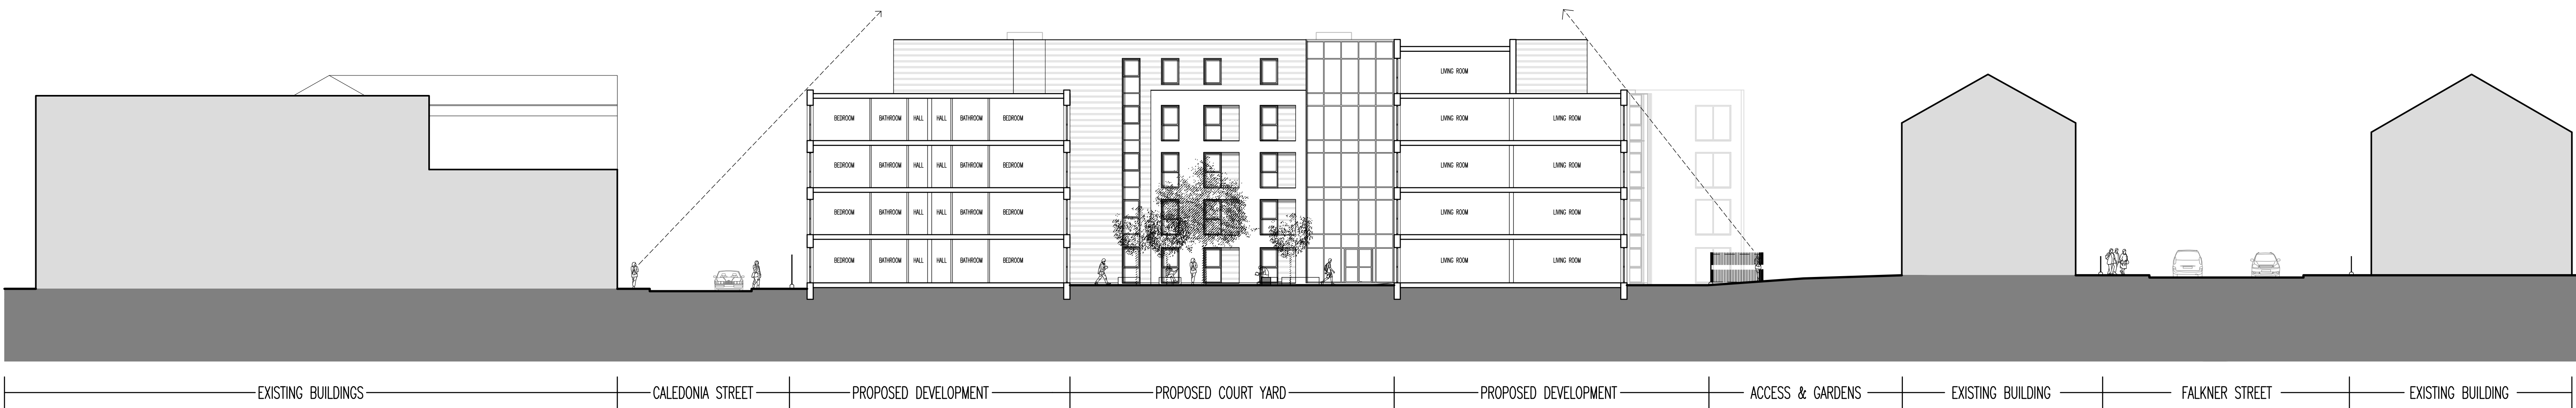 LIVING ROOM
BEDROOM BATHROOM HALL HALL BATHROOM BEDROOM LIVING ROOM LIVING ROOM
BEDROOM BATHROOM HALL HALL BATHROOM BEDROOM LIVING ROOM LIVING ROOM
BEDROOM BATHROOM HALL HALL BATHROOM BEDROOM LIVING ROOM LIVING ROOM
BEDROOM BATHROOM HALL HALL BATHROOM BEDROOM LIVING ROOM LIVING ROOM
EXISTING BUILDINGS CALEDONIA STREET PROPOSED DEVELOPMENT PROPOSED COURT YARD PROPOSED DEVELOPMENT ACCESS & GARDENS EXISTING BUILDING FALKNER STREET EXISTING BUILDING